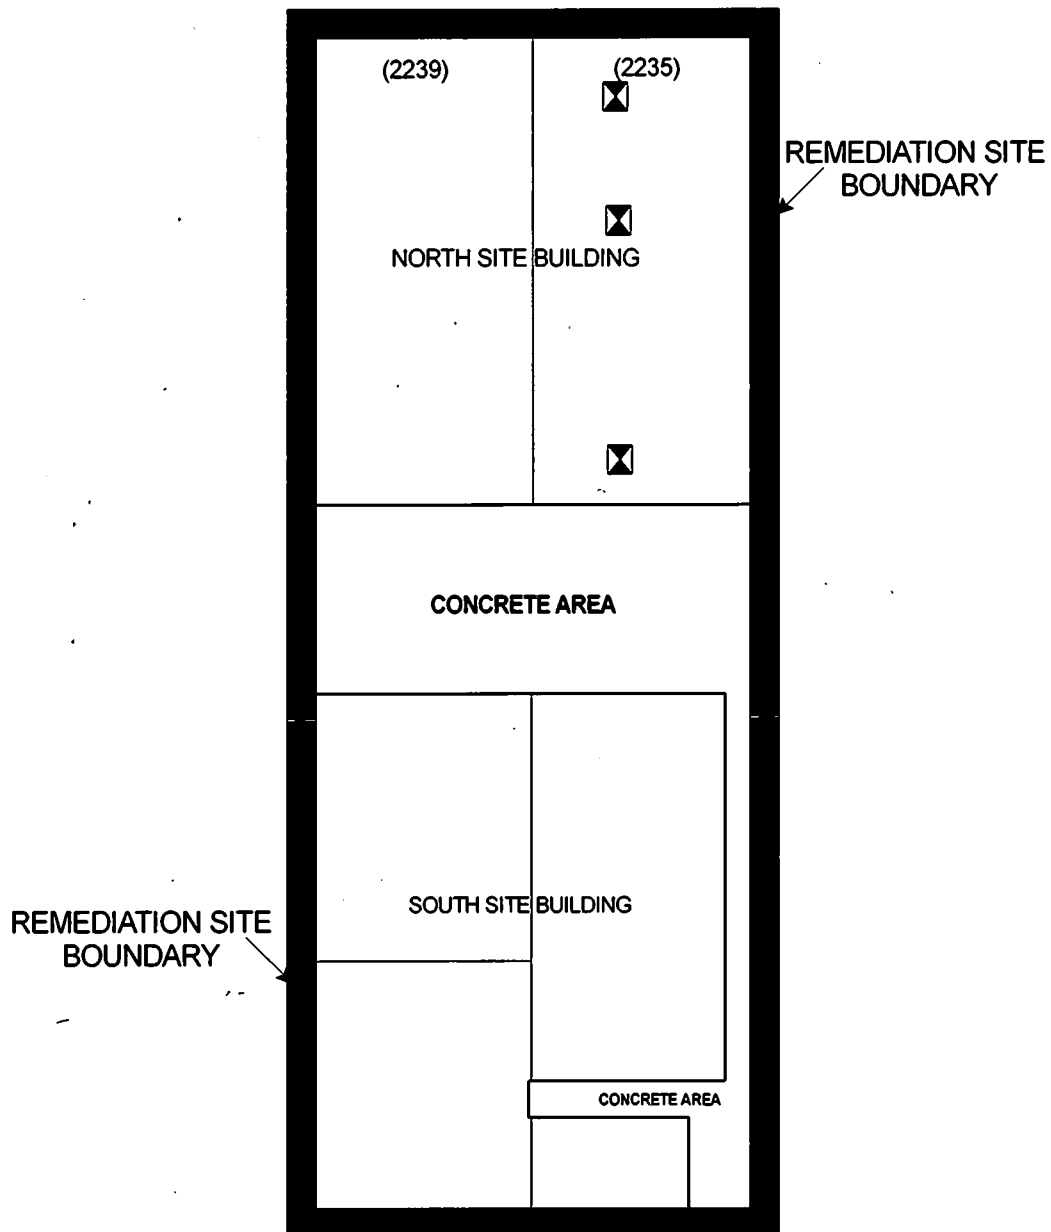 (2239)
(2235)
REMEDIATION SITE
BOUNDARY
NORTH SITE BUILDING
CONCRETE AREA
SOUTH SITE BUILDING
REMEDIATION SITE
BOUNDARY
CONCRETE AREA